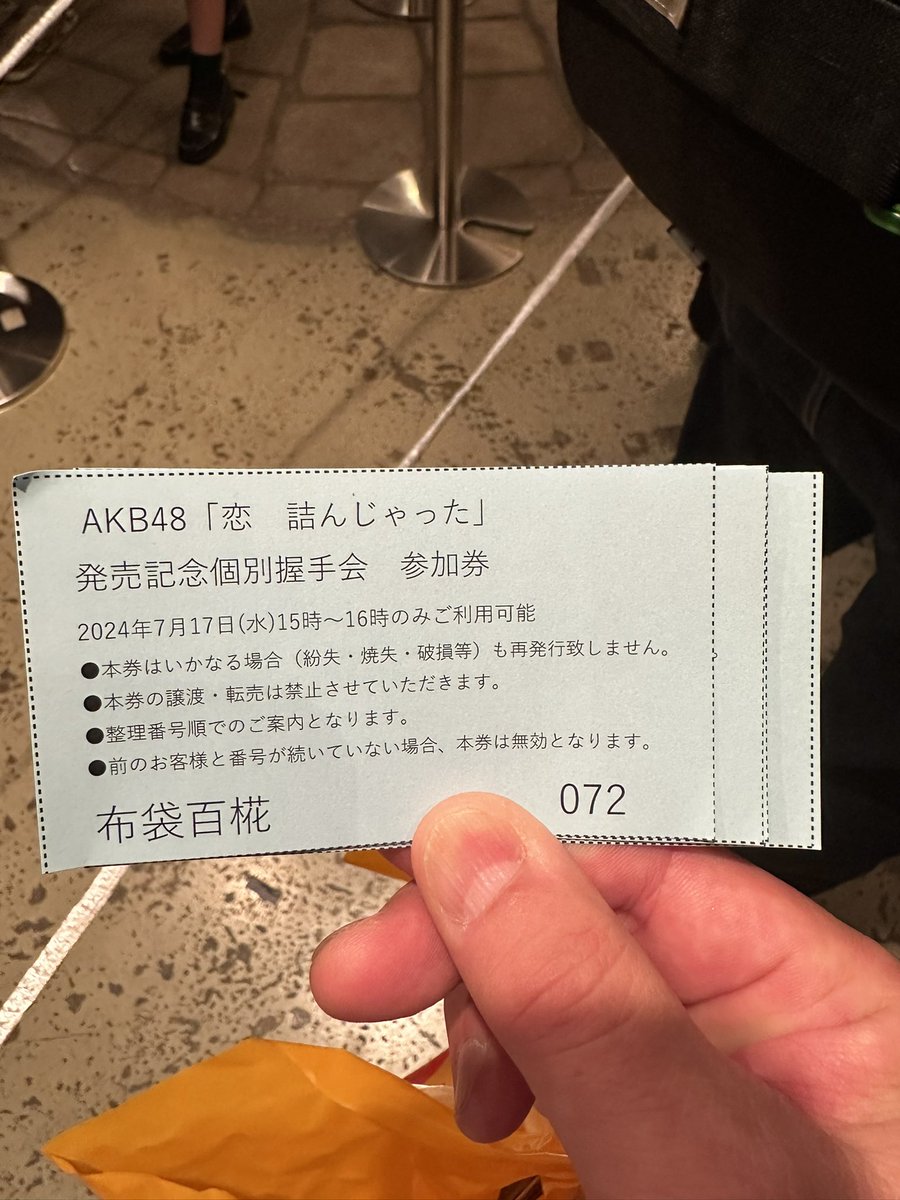 AKB48「恋　詰んじゃった」
発売記念個別握手会　参加券
2024年7月17日(水)15時～16時のみご利用可能
●本券はいかなる場合（紛失・焼失・破損等）も再発行致しません。
●本券の譲渡・転売は禁止させていただきます。
●整理番号順でのご案内となります。
●前のお客様と番号が続いていない場合、本券は無効となります。
布袋百椛
072